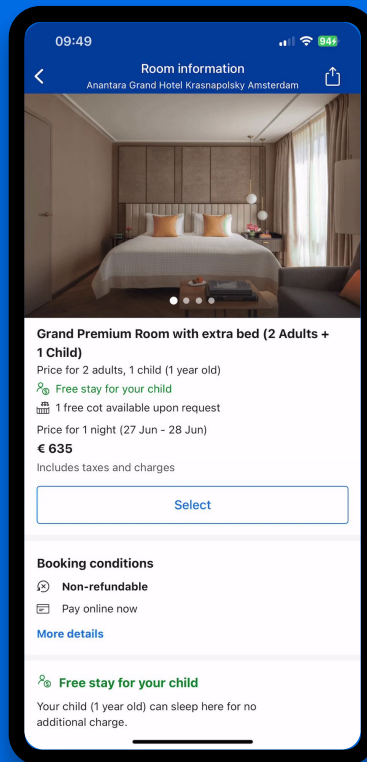 09:49
94
Room information
Anantara Grand Hotel Krasnapolsky Amsterdam
Grand Premium Room with extra bed (2 Adults +
1 Child)
Price for 2 adults, 1 child (1 year old)
Free stay for your child
1 free cot available upon request
Price for 1 night (27 Jun - 28 Jun)
€ 635
Includes taxes and charges
Select
Booking conditions
Non-refundable
Pay online now
More details
Free stay for your child
Your child (1 year old) can sleep here for no
additional charge.